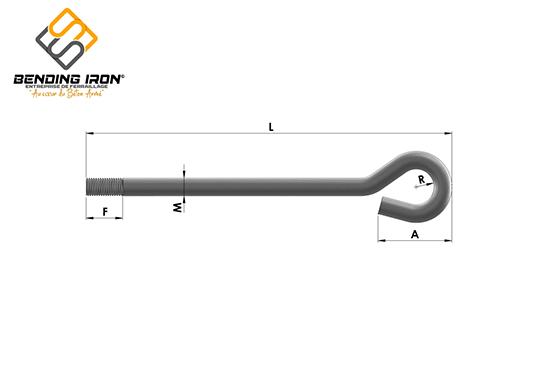 BENDING IRON®
ENTREPRISE DE FERRAILLAGE
"Au cœur du Béton Armé"
L
R
F
W
A